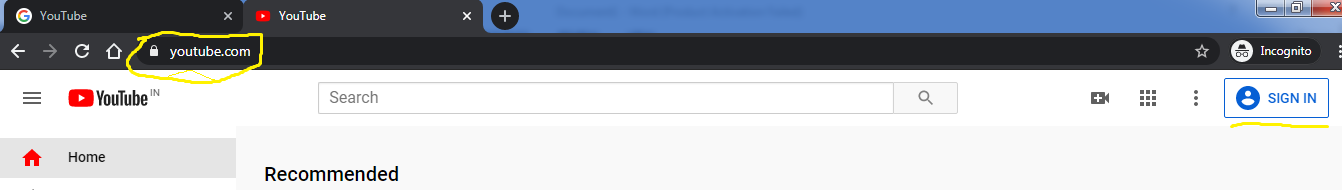 YouTube
YouTube
youtube.com
Incognito
YouTube IN
Search
SIGN IN
Home
Recommended